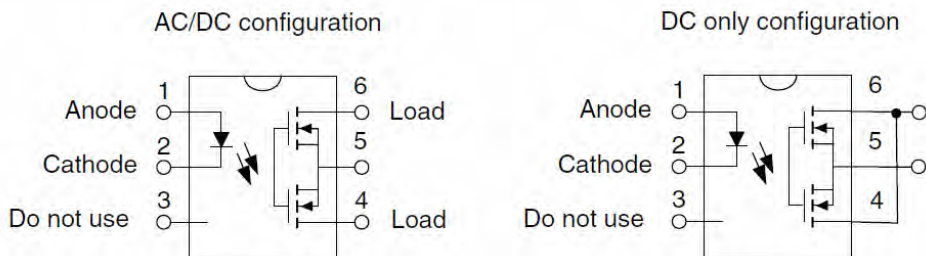 AC/DC configuration
DC only configuration
1
6
Anode
Load
2
5
Cathode
3
4
Do not use
Load
1
6
Anode
2
5
Cathode
3
4
Do not use